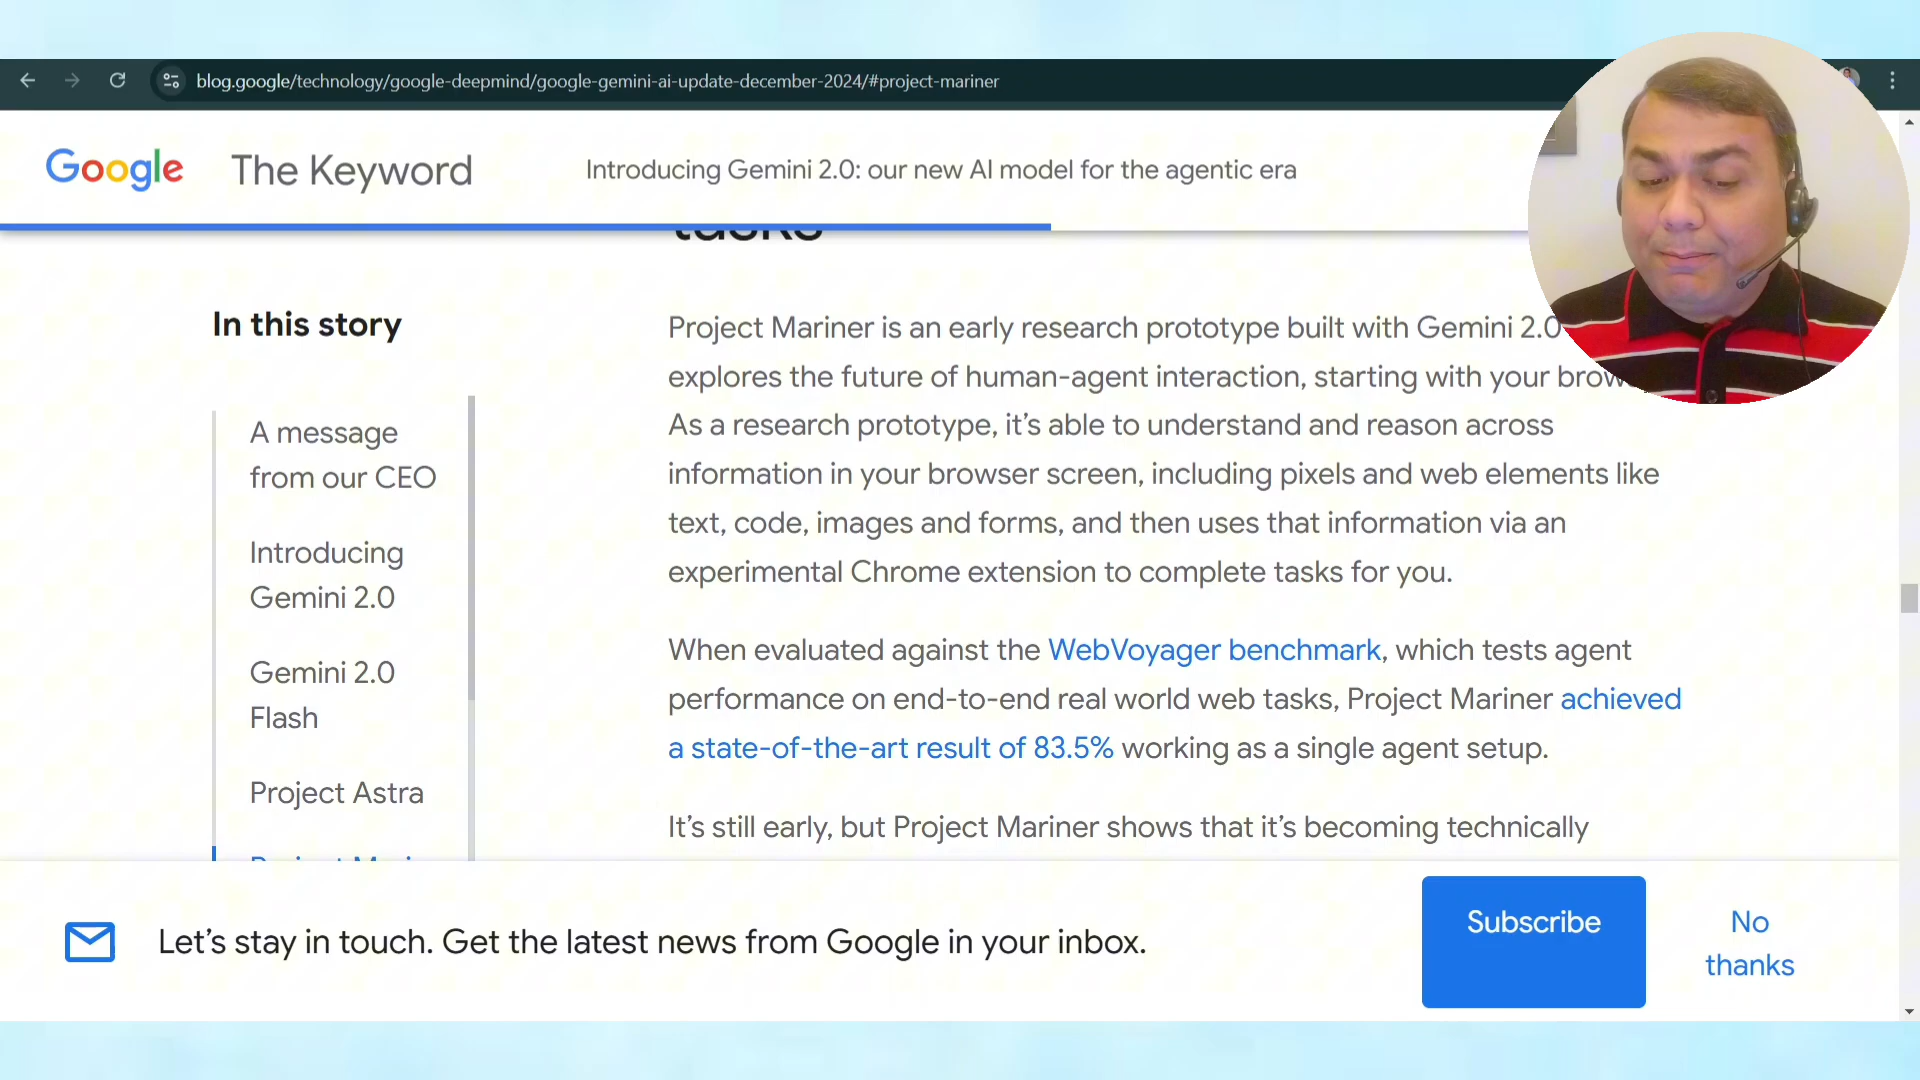 blog.google/technology/google-deepmind/google-gemini-ai-update-december-2024/#project-mariner
Google The Keyword
Introducing Gemini 2.0: our new AI model for the agentic era
tasks
In this story
A message
from our CEO
Introducing
Gemini 2.0
Gemini 2.0
Flash
Project Astra
Project Mariner
Project Mariner is an early research prototype built with Gemini 2.0
explores the future of human-agent interaction, starting with your brow
As a research prototype, it's able to understand and reason across
information in your browser screen, including pixels and web elements like
text, code, images and forms, and then uses that information via an
experimental Chrome extension to complete tasks for you.
When evaluated against the WebVoyager benchmark, which tests agent
performance on end-to-end real world web tasks, Project Mariner achieved
a state-of-the-art result of 83.5% working as a single agent setup.
It's still early, but Project Mariner shows that it's becoming technically
Let's stay in touch. Get the latest news from Google in your inbox.
Subscribe
No
thanks